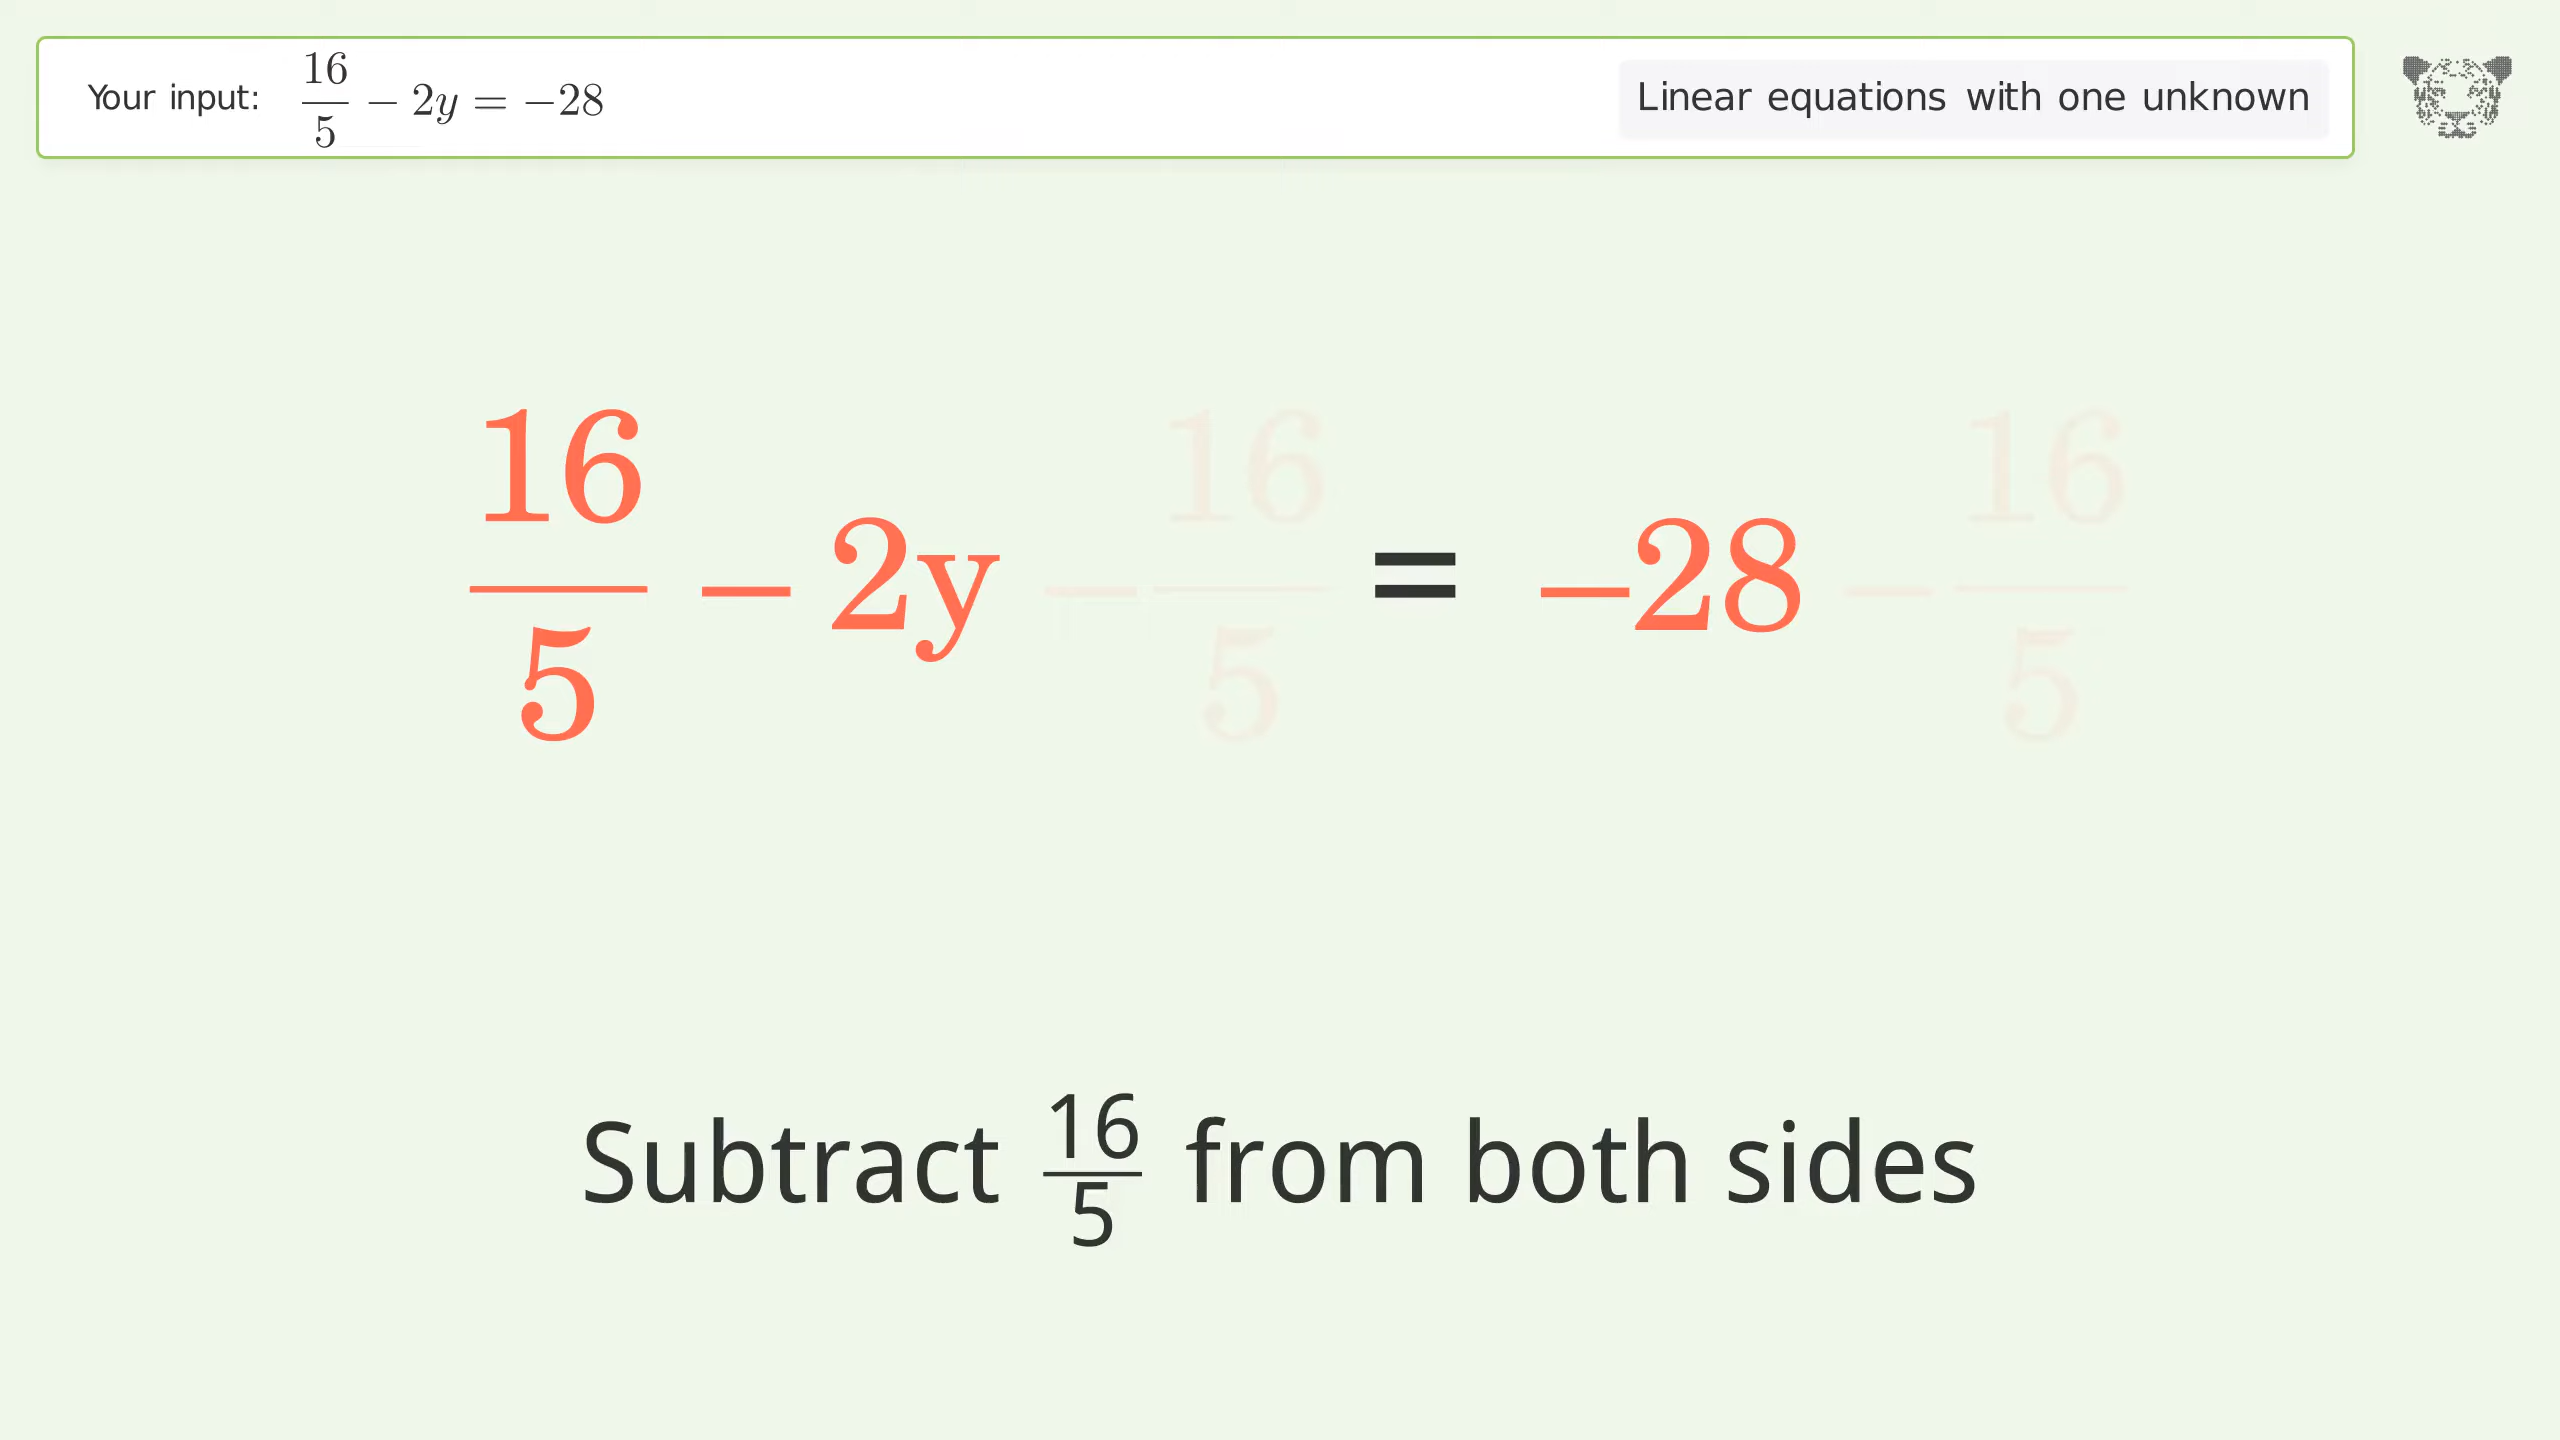 Your input: 16/5 − 2y = −28
Linear equations with one unknown
16/5 − 2y − 16/5 = −28 − 16/5
Subtract 16/5 from both sides